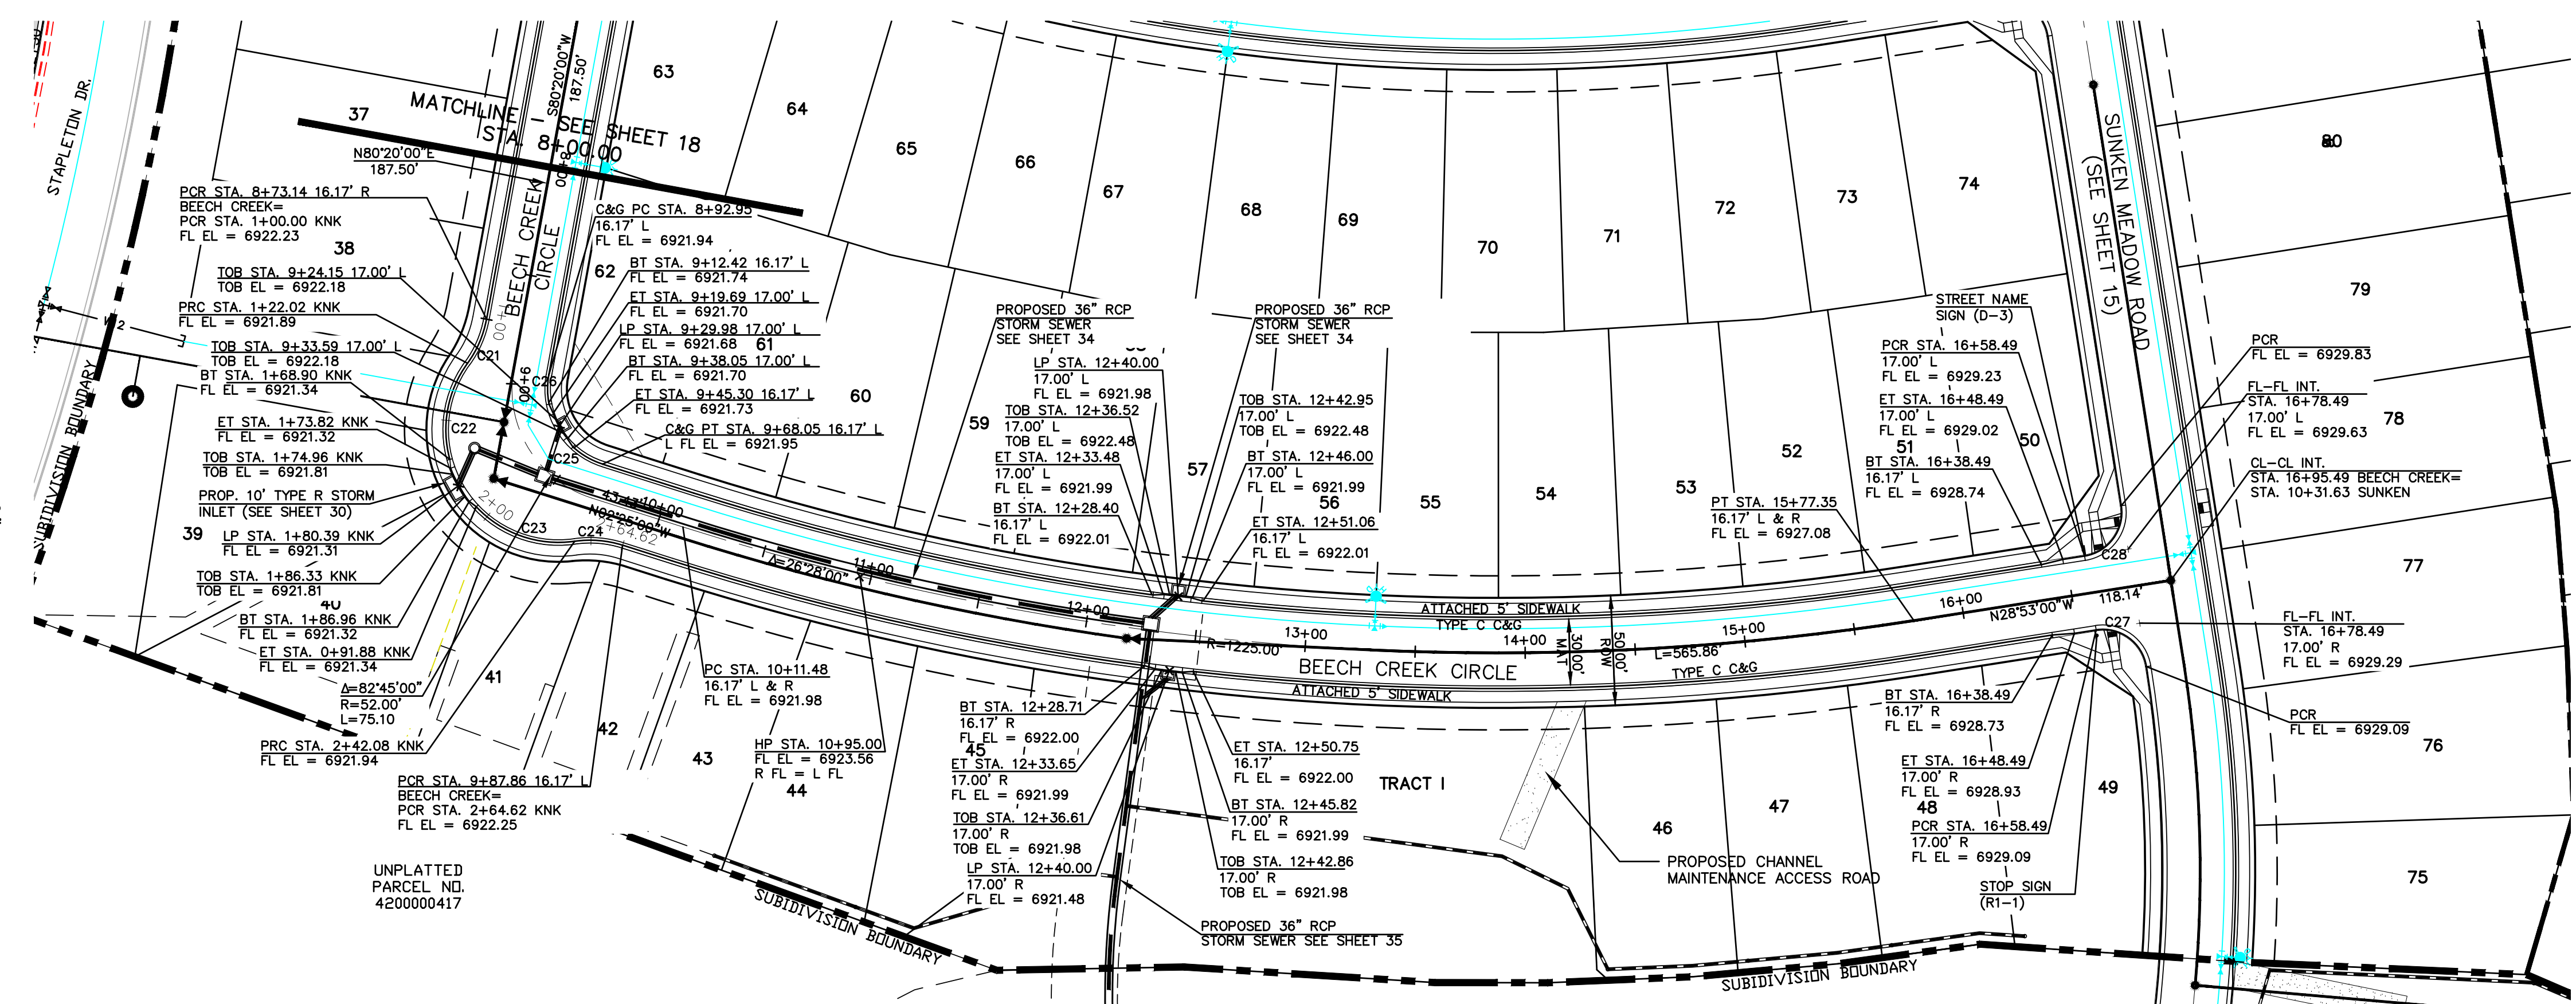 STAPLETON DR.
SUBDIVISION BOUNDARY
W2
37
MATCHLINE – SEE SHEET 18
STA. 8+00.00
S80°20'00"W
187.50'
N80°20'00"E
187.50'
8+00
BEECH CREEK
CIRCLE
63
64
65
66
67
68
69
70
71
72
73
74
80
79
78
77
76
75
PCR STA. 8+73.14 16.17' R
BEECH CREEK=
PCR STA. 1+00.00 KNK
FL EL = 6922.23
38
TOB STA. 9+24.15 17.00' L
TOB EL = 6922.18
PRC STA. 1+22.02 KNK
FL EL = 6921.89
TOB STA. 9+33.59 17.00' L
TOB EL = 6922.18
BT STA. 1+68.90 KNK
FL EL = 6921.34
ET STA. 1+73.82 KNK
FL EL = 6921.32
TOB STA. 1+74.96 KNK
TOB EL = 6921.81
PROP. 10' TYPE R STORM
INLET (SEE SHEET 30)
39
LP STA. 1+80.39 KNK
FL EL = 6921.31
TOB STA. 1+86.33 KNK
TOB EL = 6921.81
40
BT STA. 1+86.96 KNK
FL EL = 6921.32
ET STA. 0+91.88 KNK
FL EL = 6921.34
Δ=82°45'00"
R=52.00'
L=75.10
PRC STA. 2+42.08 KNK
FL EL = 6921.94
PCR STA. 9+87.86 16.17' L
BEECH CREEK=
PCR STA. 2+64.62 KNK
FL EL = 6922.25
UNPLATTED
PARCEL NO.
4200000417
C&G PC STA. 8+92.95
16.17' L
FL EL = 6921.94
62
BT STA. 9+12.42 16.17' L
FL EL = 6921.74
ET STA. 9+19.69 17.00' L
FL EL = 6921.70
LP STA. 9+29.98 17.00' L
FL EL = 6921.68
61
BT STA. 9+38.05 17.00' L
FL EL = 6921.70
ET STA. 9+45.30 16.17' L
FL EL = 6921.73
C&G PT STA. 9+68.05 16.17' L
L FL EL = 6921.95
60
59
C21
C22
C23
C24
C25
C26
9+00
2+00
2+64.62
43.43'
10+00
N02°25'00"W
Δ=26°28'00"
11+00
12+00
41
42
43
44
45
PC STA. 10+11.48
16.17' L & R
FL EL = 6921.98
HP STA. 10+95.00
FL EL = 6923.56
R FL = L FL
PROPOSED 36" RCP
STORM SEWER
SEE SHEET 34
LP STA. 12+40.00
17.00' L
FL EL = 6921.98
TOB STA. 12+36.52
17.00' L
TOB EL = 6922.48
ET STA. 12+33.48
17.00' L
FL EL = 6921.99
BT STA. 12+28.40
16.17' L
FL EL = 6922.01
PROPOSED 36" RCP
STORM SEWER
SEE SHEET 34
TOB STA. 12+42.95
17.00' L
TOB EL = 6922.48
57
BT STA. 12+46.00
17.00' L
FL EL = 6921.99
56
ET STA. 12+51.06
16.17' L
FL EL = 6922.01
55
54
53
52
51
50
STREET NAME
SIGN (D-3)
PCR STA. 16+58.49
17.00' L
FL EL = 6929.23
ET STA. 16+48.49
17.00' L
FL EL = 6929.02
BT STA. 16+38.49
16.17' L
FL EL = 6928.74
PT STA. 15+77.35
16.17' L & R
FL EL = 6927.08
SUNKEN MEADOW ROAD
(SEE SHEET 15)
PCR
FL EL = 6929.83
FL-FL INT.
STA. 16+78.49
17.00' L
FL EL = 6929.63
CL-CL INT.
STA. 16+95.49 BEECH CREEK=
STA. 10+31.63 SUNKEN
C28
C27
ATTACHED 5' SIDEWALK
TYPE C C&G
R=1225.00'
13+00
14+00
30.00'
MAT
50.00'
ROW
L=565.86'
15+00
16+00
N28°53'00"W
118.14'
BEECH CREEK CIRCLE
TYPE C C&G
ATTACHED 5' SIDEWALK
FL-FL INT.
STA. 16+78.49
17.00' R
FL EL = 6929.29
PCR
FL EL = 6929.09
BT STA. 12+28.71
16.17' R
FL EL = 6922.00
ET STA. 12+33.65
17.00' R
FL EL = 6921.99
TOB STA. 12+36.61
17.00' R
TOB EL = 6921.98
LP STA. 12+40.00
17.00' R
FL EL = 6921.48
ET STA. 12+50.75
16.17'
FL EL = 6922.00
BT STA. 12+45.82
17.00' R
FL EL = 6921.99
TOB STA. 12+42.86
17.00' R
TOB EL = 6921.98
PROPOSED 36" RCP
STORM SEWER SEE SHEET 35
TRACT I
46
47
48
49
PROPOSED CHANNEL
MAINTENANCE ACCESS ROAD
BT STA. 16+38.49
16.17' R
FL EL = 6928.73
ET STA. 16+48.49
17.00' R
FL EL = 6928.93
PCR STA. 16+58.49
17.00' R
FL EL = 6929.09
STOP SIGN
(R1-1)
SUBIDIVISION BOUNDARY
SUBDIVISION BOUNDARY